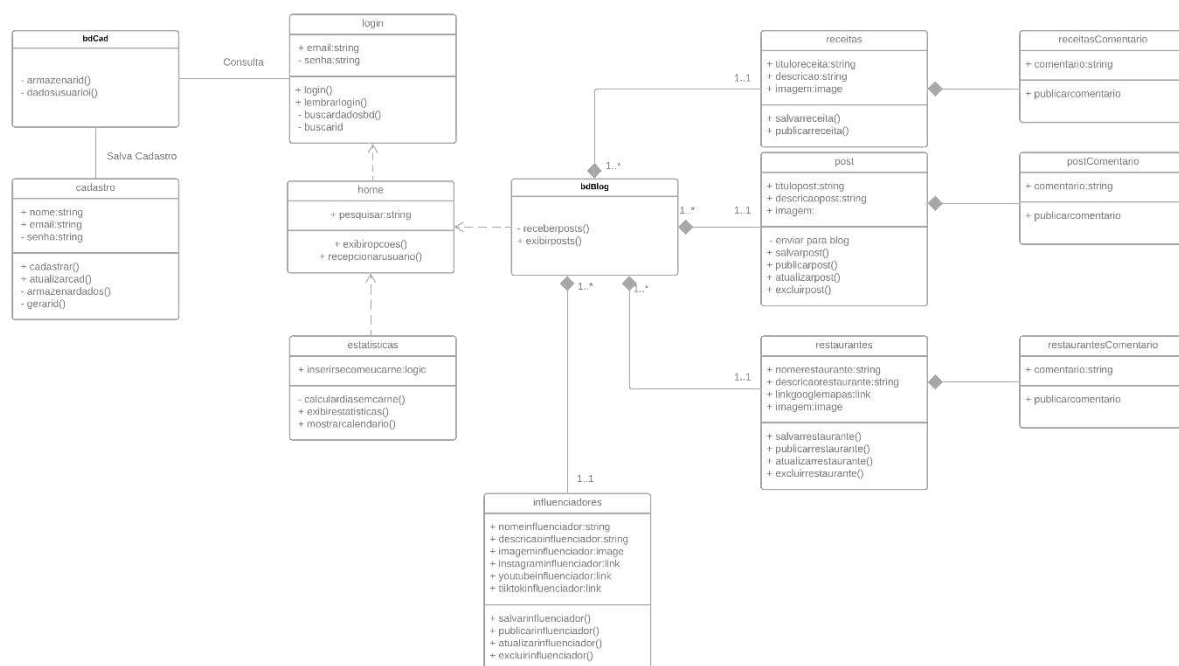 bdCad
- armazenarid()
- dadosusuarioi()
Consulta
login
+ email:string
- senha:string
+ login()
+ lembrarlogin()
- buscardadosbd()
- buscarid
Salva Cadastro
cadastro
+ nome:string
+ email:string
- senha:string
+ cadastrar()
+ atualizarcad()
- armazenardados()
- gerarid()
home
+ pesquisar:string
+ exibiropcoes()
+ recepcionarusuario()
estatisticas
+ inserirsecomeucarne:logic
- calculardiasemcarne()
+ exibirestatisticas()
+ mostrarcalendario()
bdBlog
- receberposts()
+ exibirposts()
1..*
1..1
1..*
1..1
1..*
1..1
1..*
1..1
receitas
+ tituloreceita:string
+ descricao:string
+ imagem:image
+ salvarreceita()
+ publicarreceita()
receitasComentario
+ comentario:string
+ publicarcomentario
post
+ titulopost:string
+ descricaopost:string
+ imagem:
- enviar para blog
+ salvarpost()
+ publicarpost()
+ atualizarpost()
+ excluirpost()
postComentario
+ comentario:string
+ publicarcomentario
restaurantes
+ nomerestaurante:string
+ descricaorestaurante:string
+ linkgooglemapas:link
+ imagem:image
+ salvarrestaurante()
+ publicarrestaurante()
+ atualizarrestaurante()
+ excluirrestaurante()
restaurantesComentario
+ comentario:string
+ publicarcomentario
influenciadores
+ nomeinfluenciador:string
+ descricaoinfluenciador:string
+ imageminfluenciador:image
+ instagraminfluenciador:link
+ youtubeinfluenciador:link
+ tiiktokinfluenciador:link
+ salvarinfluenciador()
+ publicarinfluenciador()
+ atualizarinfluenciador()
+ excluirinfluenciador()